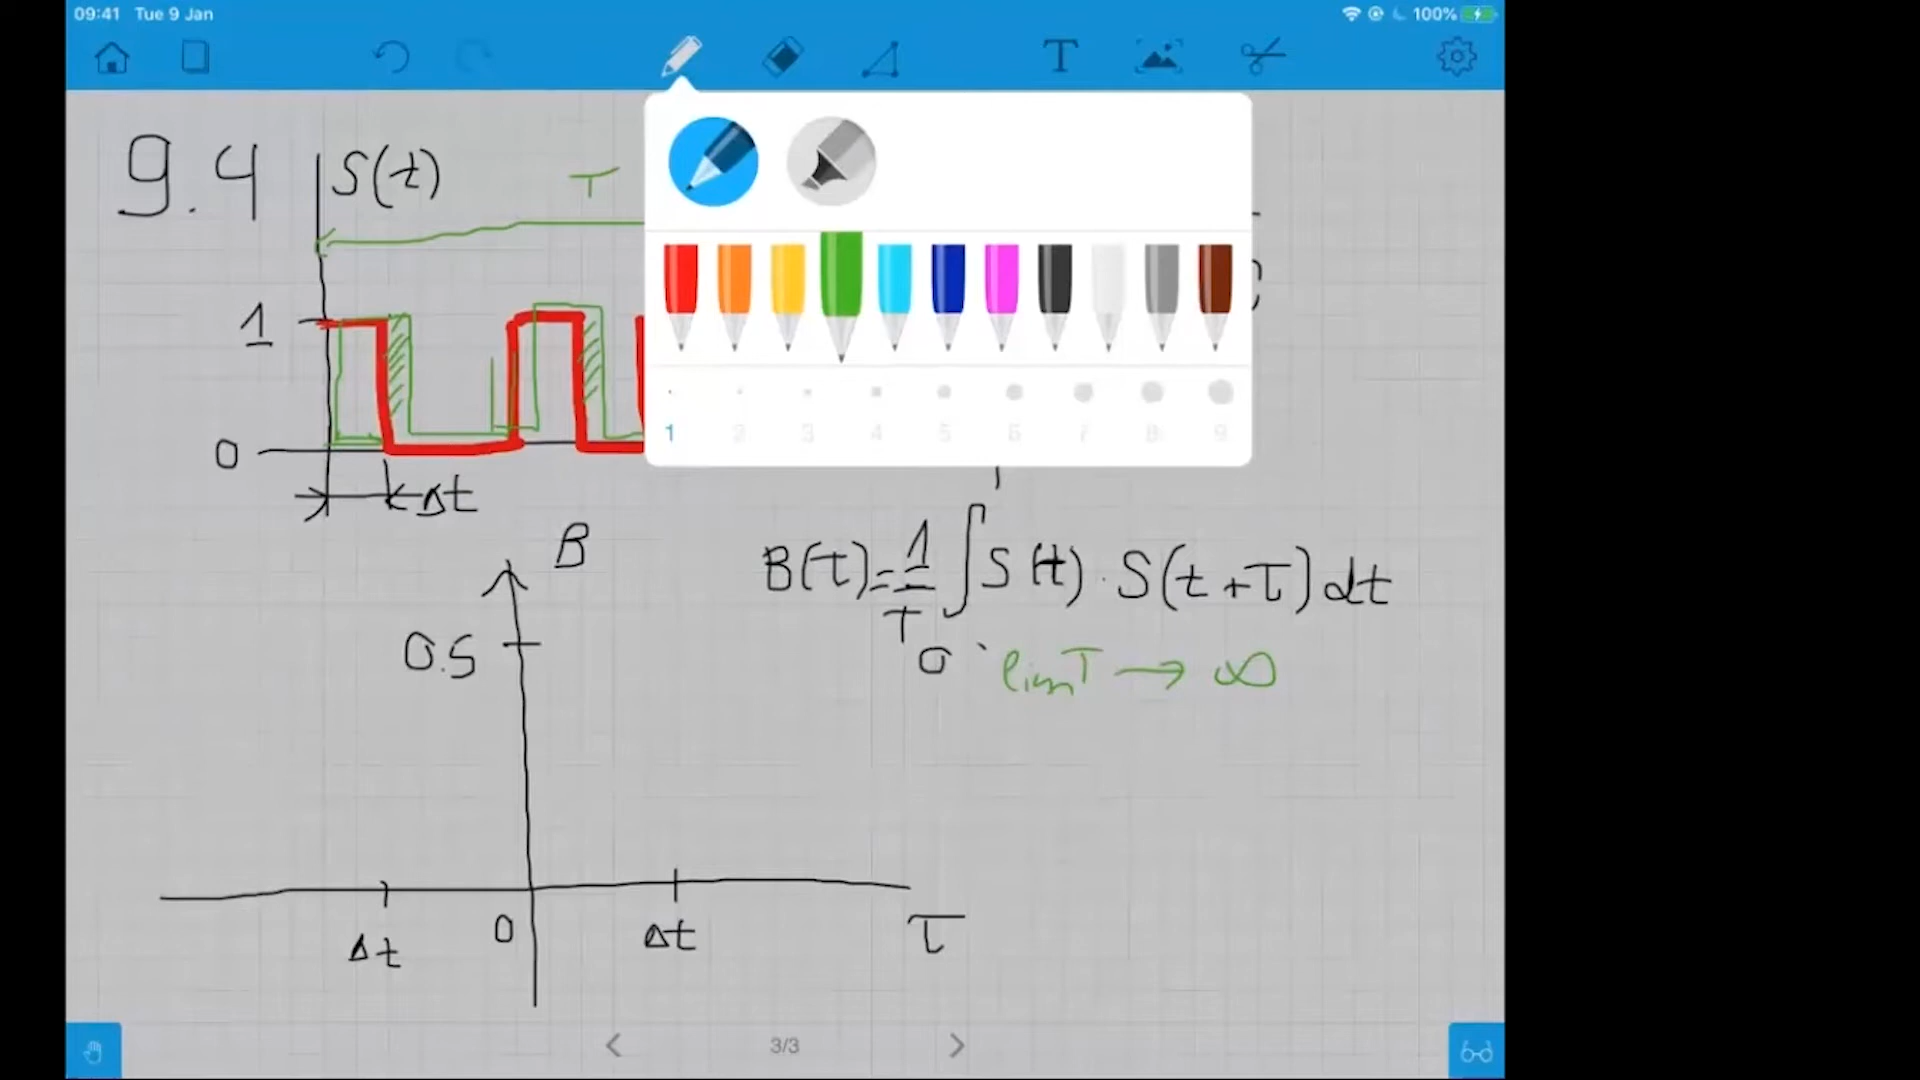 09:41 Tue 9 Jan 100%
T
9.4 S(t) T
1
0
Δt
1 2 3 4 5 6 7 8 9
B
B(τ)=1/T ∫ S(t) · S(t+τ) dt
0
0.5
lim T → ∞
Δt 0 Δt τ
3/3